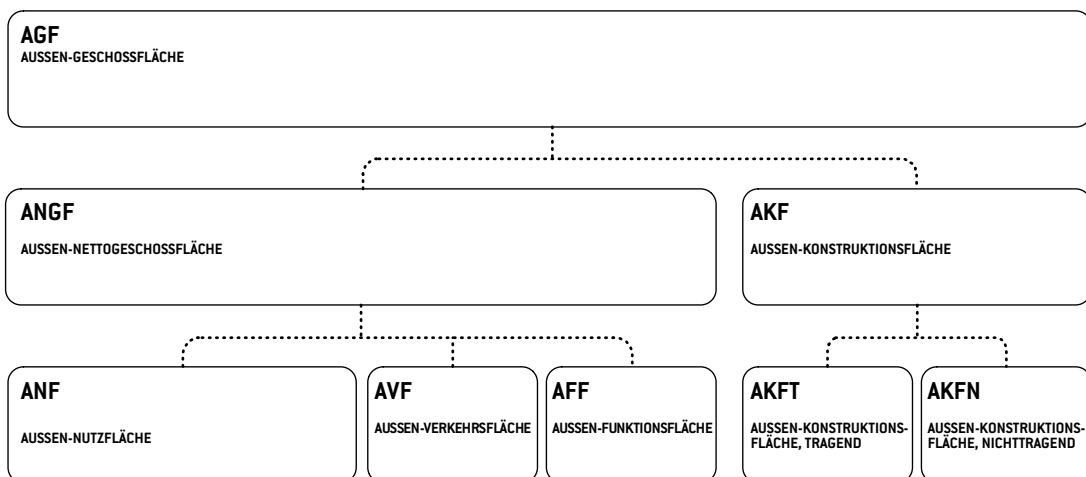 AGF
AUSSEN-GESCHOSSFLÄCHE
ANGF
AUSSEN-NETTOGESCHOSSFLÄCHE
AKF
AUSSEN-KONSTRUKTIONSFLÄCHE
ANF
AUSSEN-NUTZFLÄCHE
AVF
AUSSEN-VERKEHRSFLÄCHE
AFF
AUSSEN-FUNKTIONSFLÄCHE
AKFT
AUSSEN-KONSTRUKTIONS-
FLÄCHE, TRAGEND
AKFN
AUSSEN-KONSTRUKTIONS-
FLÄCHE, NICHTTRAGEND